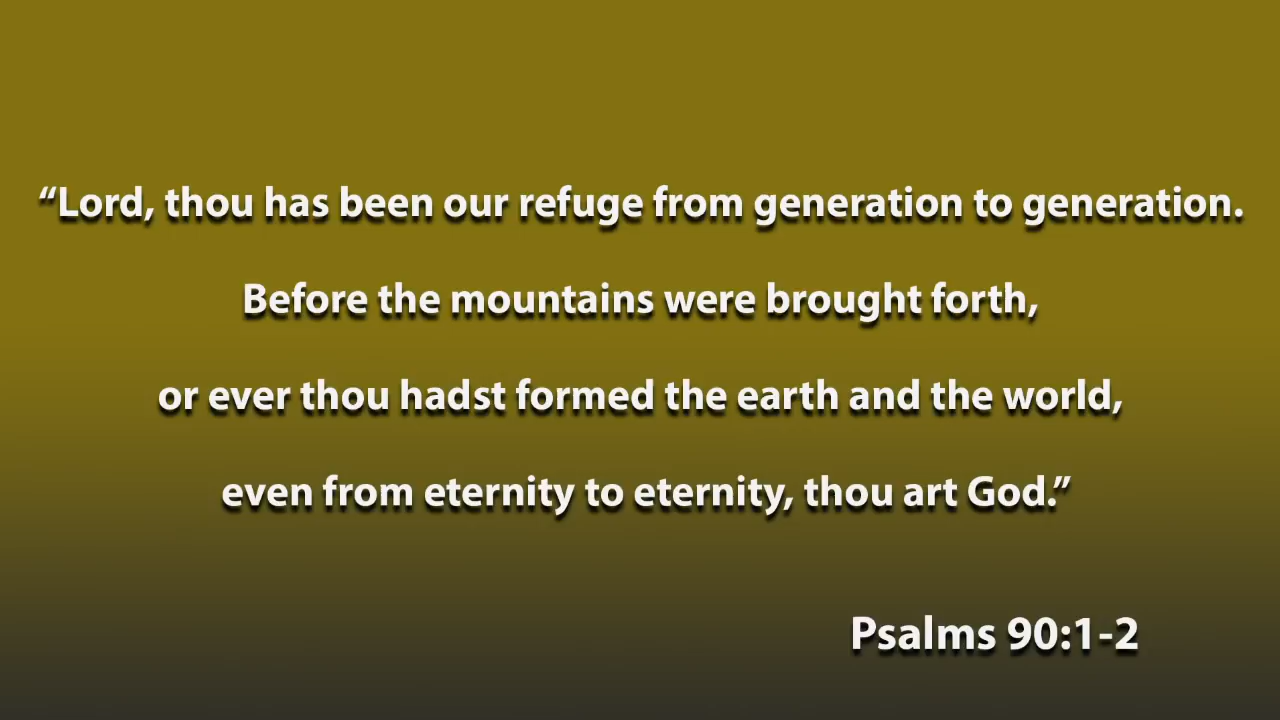 “Lord, thou has been our refuge from generation to generation.
Before the mountains were brought forth,
or ever thou hadst formed the earth and the world,
even from eternity to eternity, thou art God.”
Psalms 90:1-2